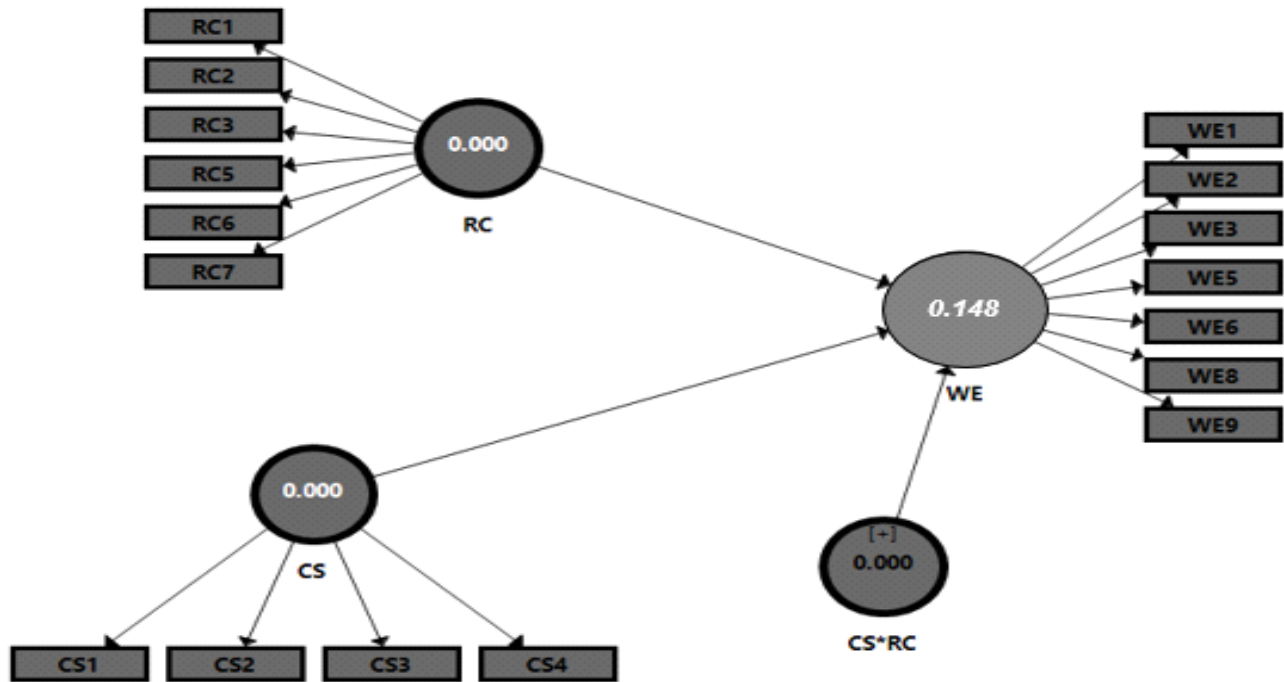 RC1
RC2
RC3
RC5
RC6
RC7
0.000
RC
WE1
WE2
WE3
WE5
WE6
WE8
WE9
0.148
WE
0.000
CS
CS1
CS2
CS3
CS4
[+]
0.000
CS*RC